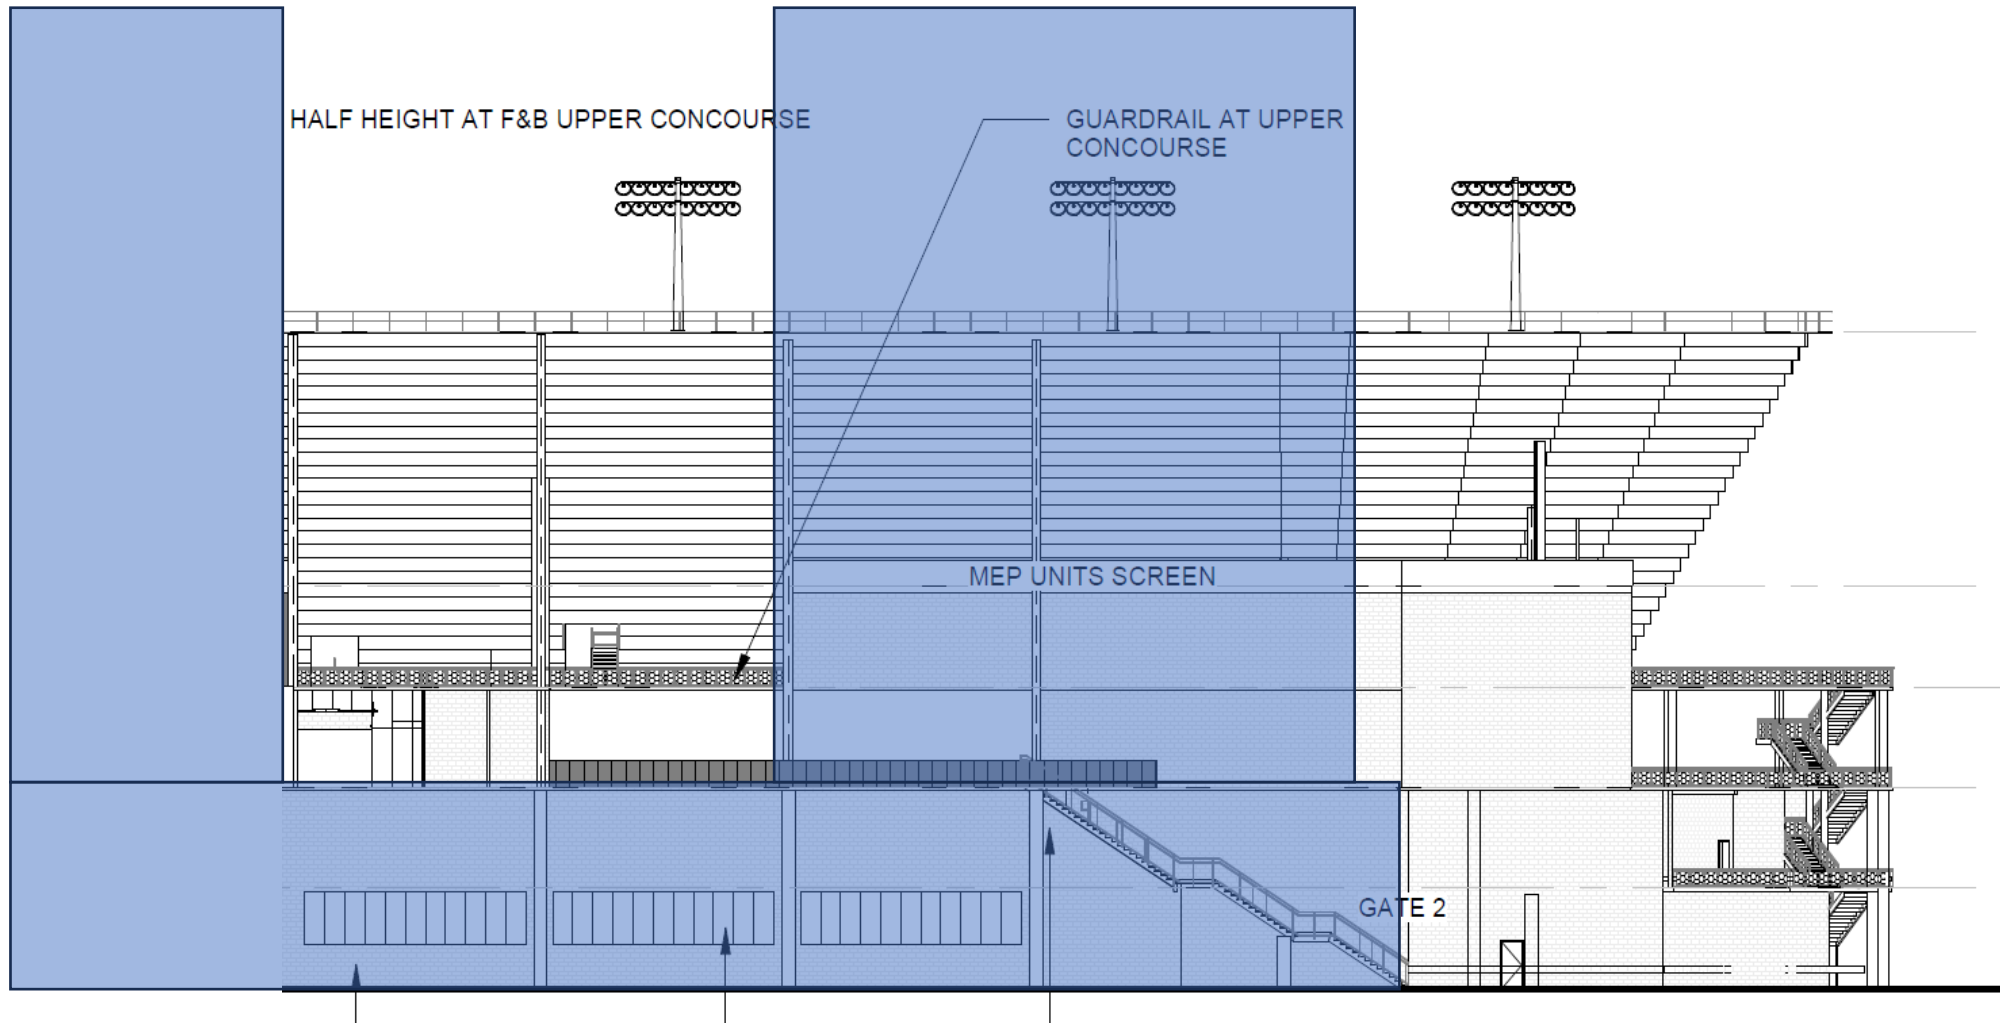 HALF HEIGHT AT F&B UPPER CONCOURSE
GUARDRAIL AT UPPER
CONCOURSE
MEP UNITS SCREEN
GATE 2